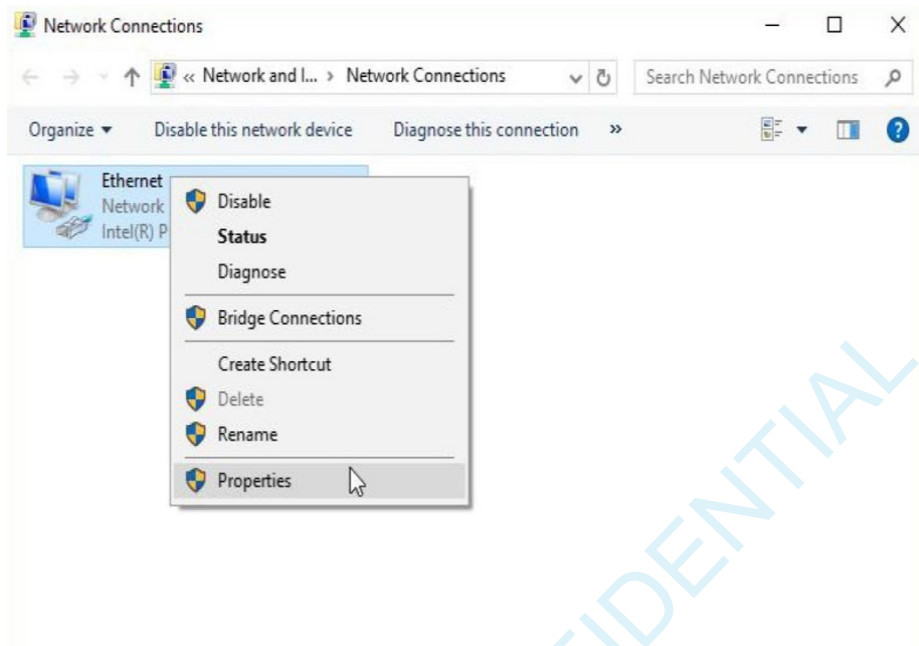 Network Connections
« Network and I... › Network Connections
Search Network Connections
Organize ▾ Disable this network device Diagnose this connection »
Ethernet
Network
Intel(R) P
Disable
Status
Diagnose
Bridge Connections
Create Shortcut
Delete
Rename
Properties
FIDENTIAL